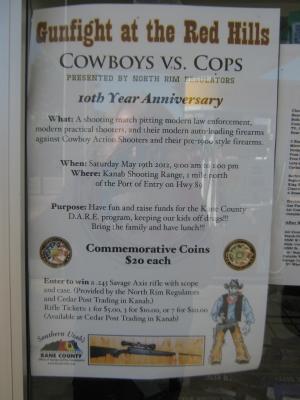 Gunfight at the Red Hills
COWBOYS V.S. COPS
PRESENTED BY NORTH RIM REGULATORS
10th Year Anniversary
What: A shooting match pitting modern law enforcement,
modern practical shooters, and their modern auto-loading firearms
against Cowboy Action Shooters and their pre-1900 style firearms.
When: Saturday May 19th 2012, 9:00 am to 2:00 pm
Where: Kanab Shooting Range, 1 mile north
of the Port of Entry on Hwy 89
Purpose: Have fun and raise funds for the Kane County
D.A.R.E. program, keeping our kids off drugs!!!
Bring the family and have lunch!!!
Commemorative Coins
$20 each
Enter to win a .243 Savage Axis rifle with scope
and case. (Provided by the North Rim Regulators
and Cedar Post Trading in Kanab.)
Rifle Tickets: 1 for $5.00, 3 for $10.00, or 7 for $20.00
(Available at Cedar Post Trading in Kanab)
Southern Utah's
KANE COUNTY